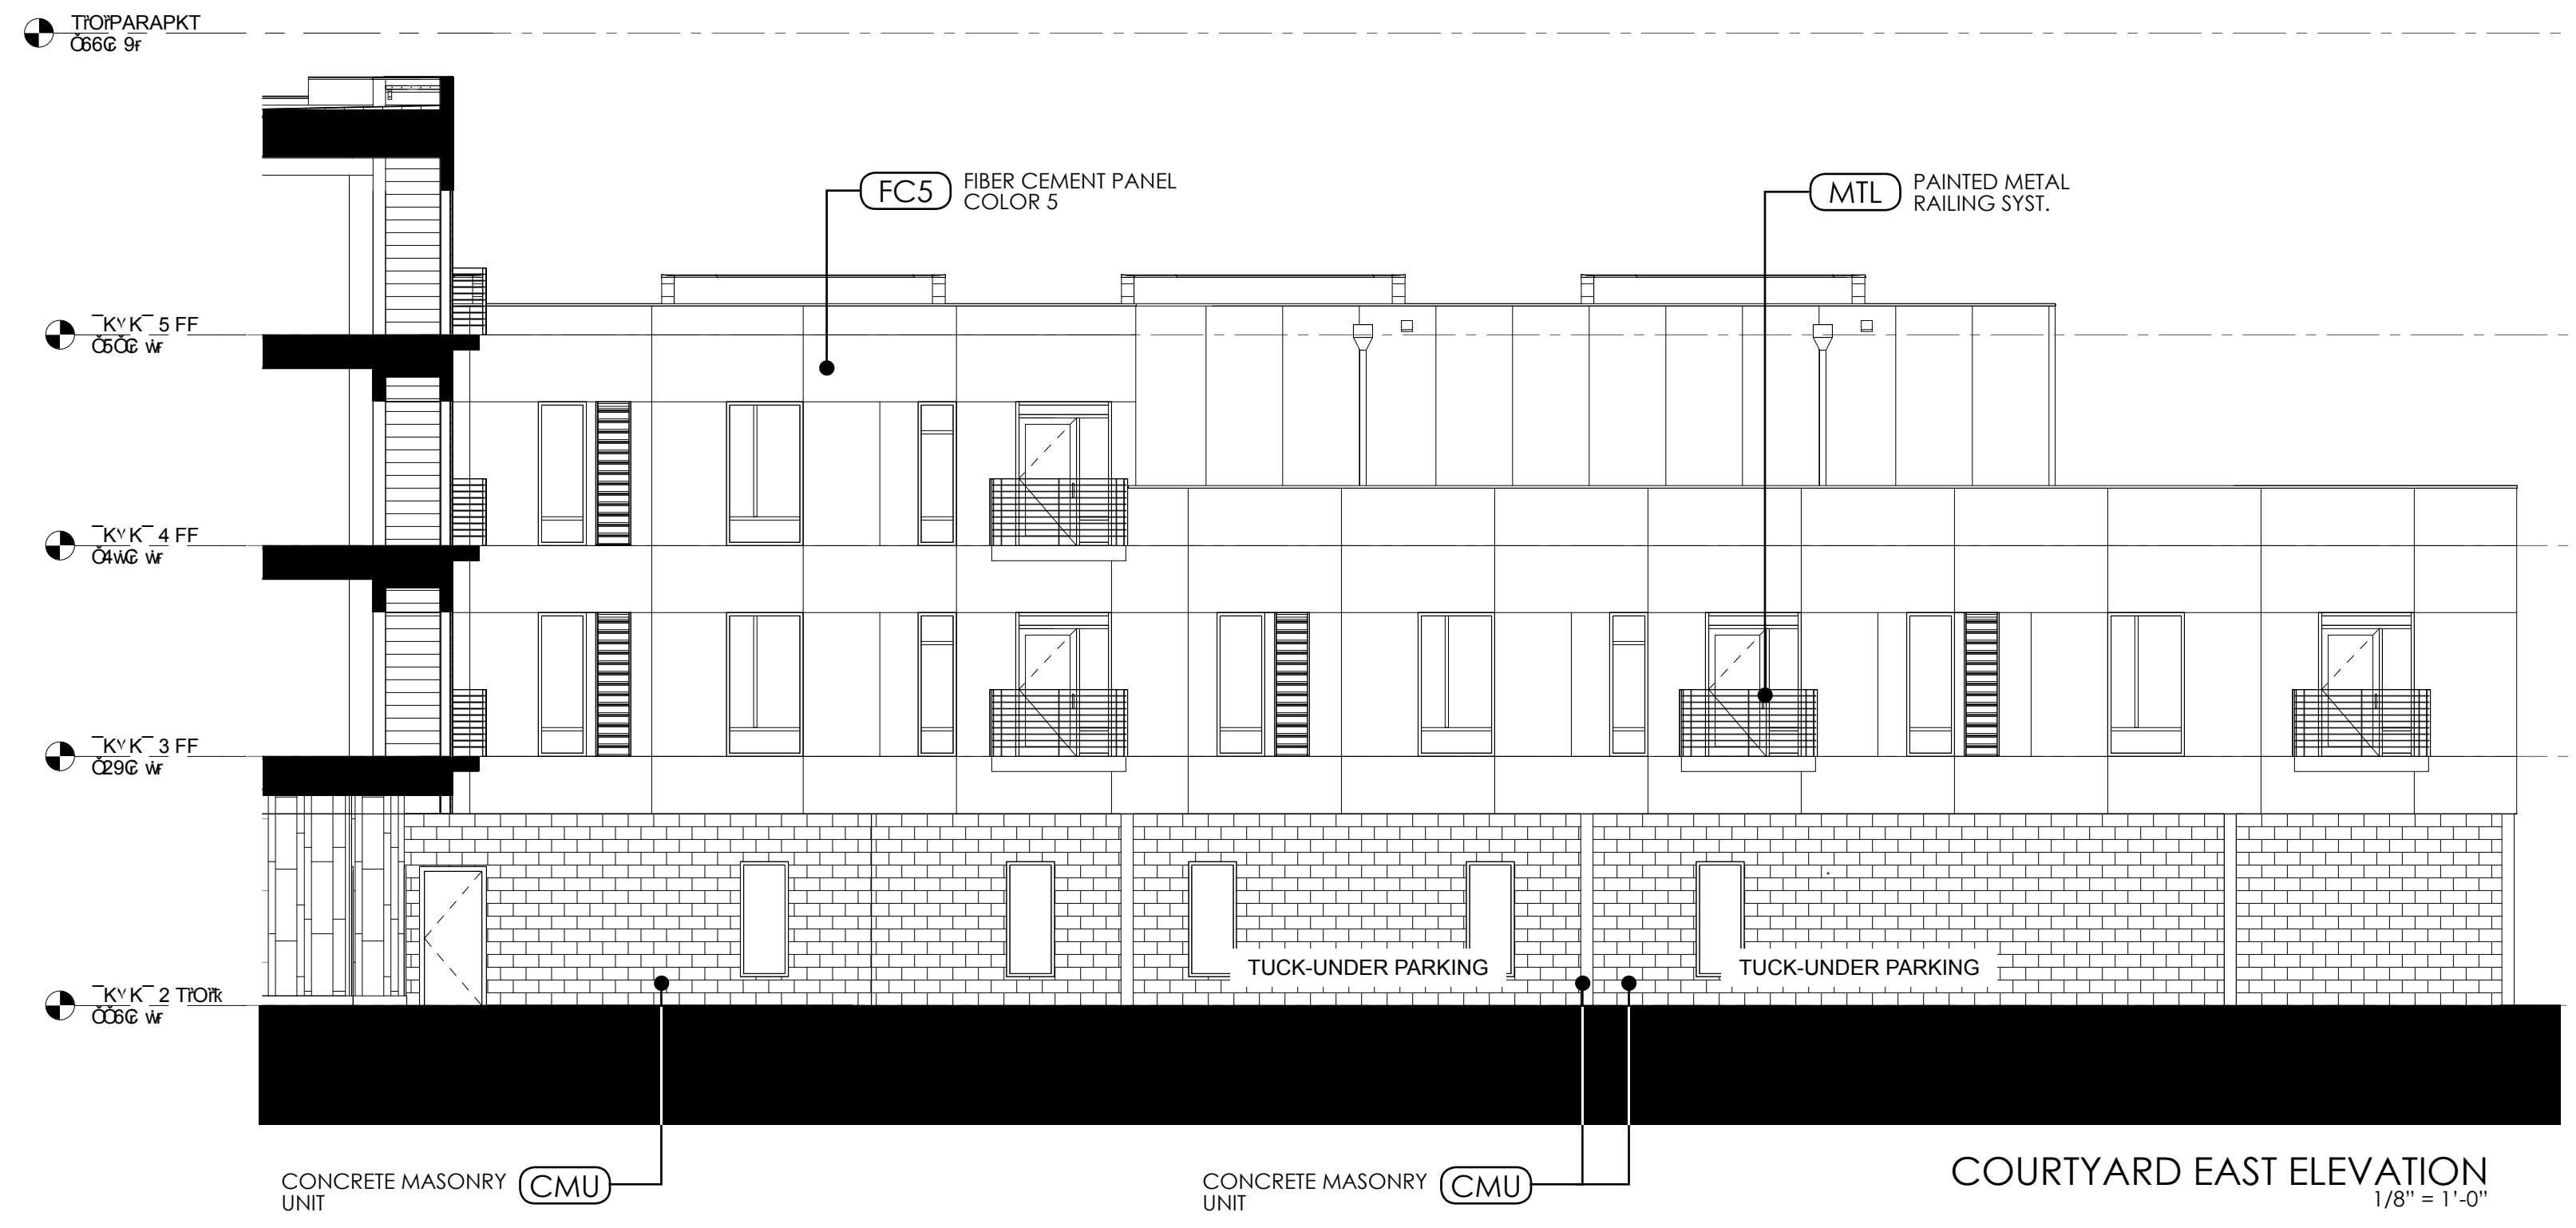 FC5
FIBER CEMENT PANEL
COLOR 5
MTL
PAINTED METAL
RAILING SYST.
5 FF
4 FF
3 FF
2
TUCK-UNDER PARKING
TUCK-UNDER PARKING
CONCRETE MASONRY
UNIT
CMU
CONCRETE MASONRY
UNIT
CMU
COURTYARD EAST ELEVATION
1/8” = 1’-0”